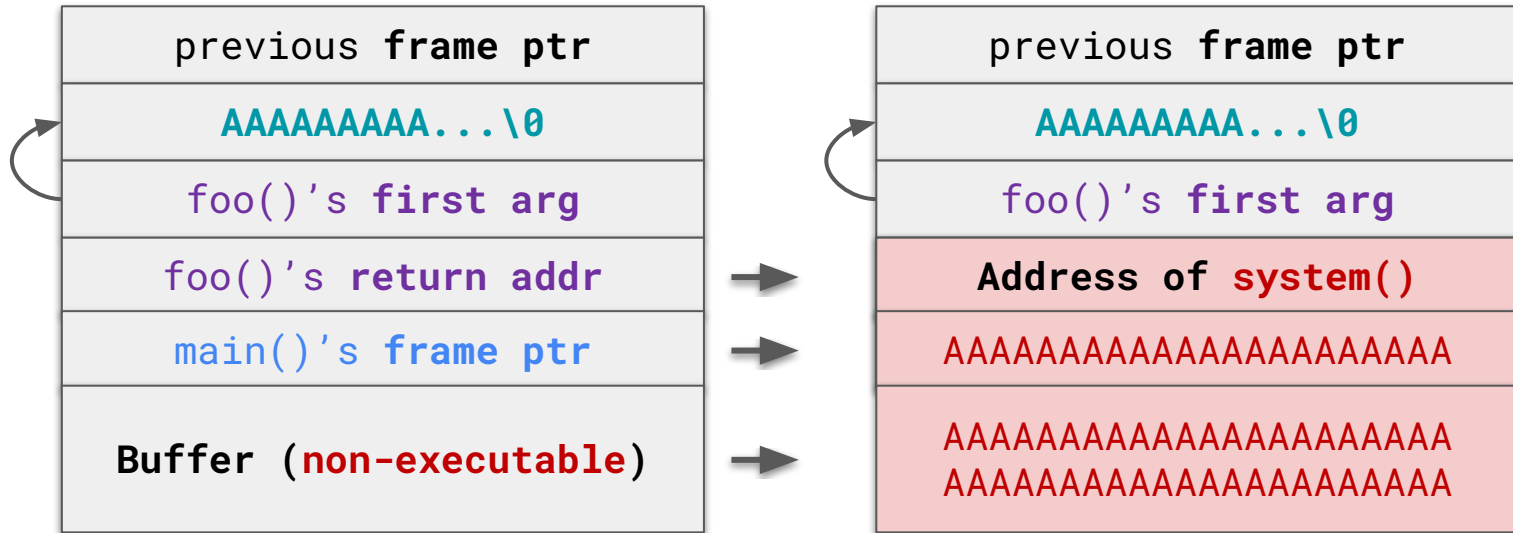 previous frame ptr
AAAAAAAAA...\0
foo()’s first arg
foo()’s return addr
main()’s frame ptr
Buffer (non-executable)
previous frame ptr
AAAAAAAAA...\0
foo()’s first arg
Address of system()
AAAAAAAAAAAAAAAAAAAAAA
AAAAAAAAAAAAAAAAAAAAAA
AAAAAAAAAAAAAAAAAAAAAA